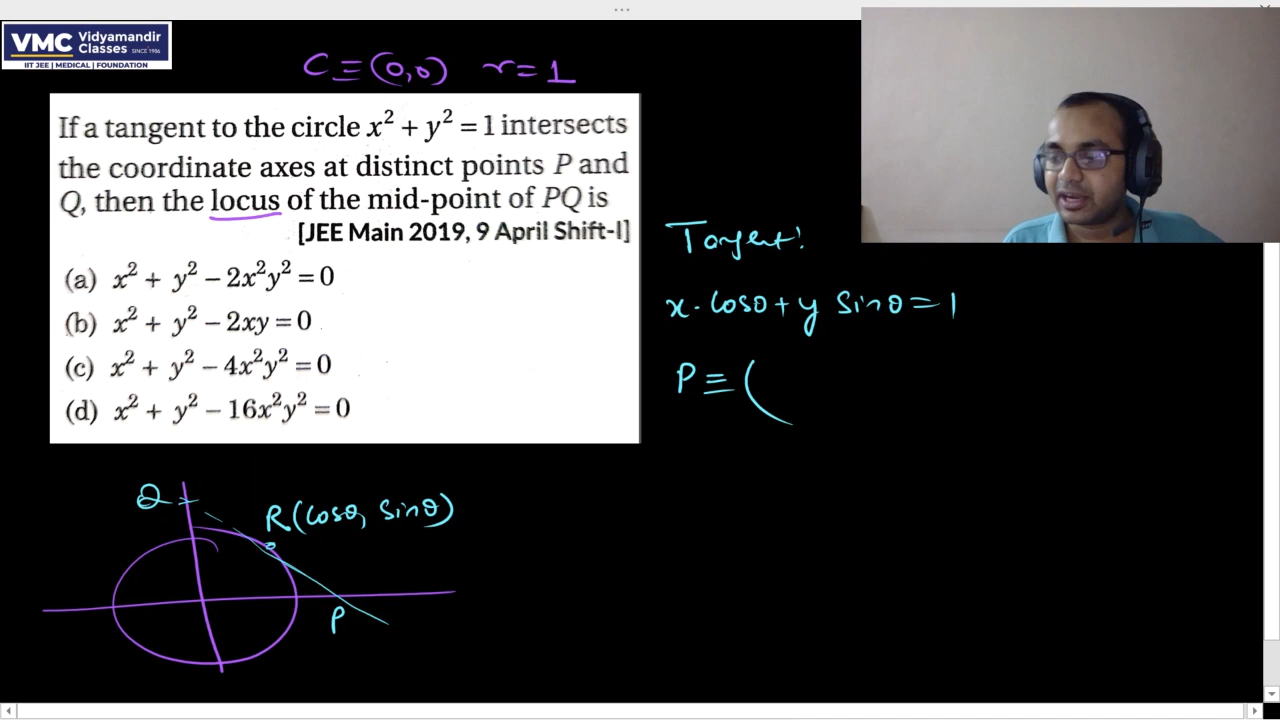 VMC Vidyamandir Classes SINCE 1986
IIT JEE | MEDICAL | FOUNDATION
C ≡ (0,0) r = 1
If a tangent to the circle x² + y² = 1 intersects
the coordinate axes at distinct points P and
Q, then the locus of the mid-point of PQ is
[JEE Main 2019, 9 April Shift-I]
(a) x² + y² – 2x²y² = 0
(b) x² + y² – 2xy = 0
(c) x² + y² – 4x²y² = 0
(d) x² + y² – 16x²y² = 0
Tangent:
x · cosθ + y sinθ = 1
P ≡ (
Q
R(cosθ, sinθ)
P